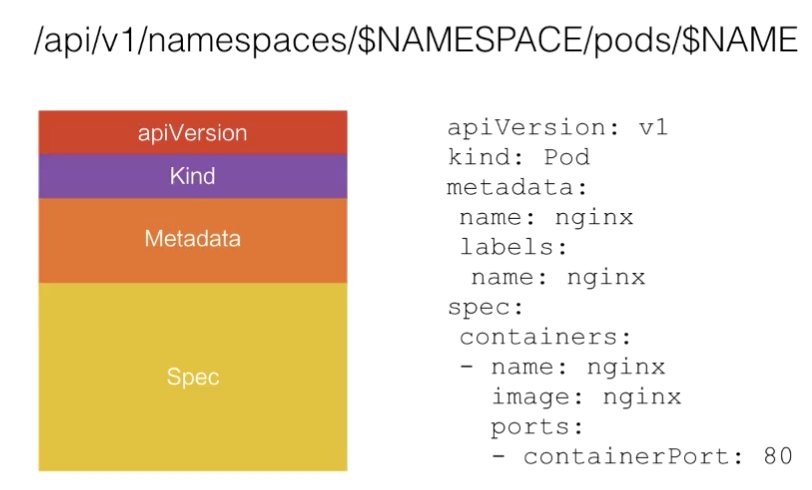 /api/v1/namespaces/$NAMESPACE/pods/$NAME
apiVersion
Kind
Metadata
Spec
apiVersion: v1
kind: Pod
metadata:
 name: nginx
 labels:
  name: nginx
spec:
 containers:
 - name: nginx
   image: nginx
   ports:
   - containerPort: 80